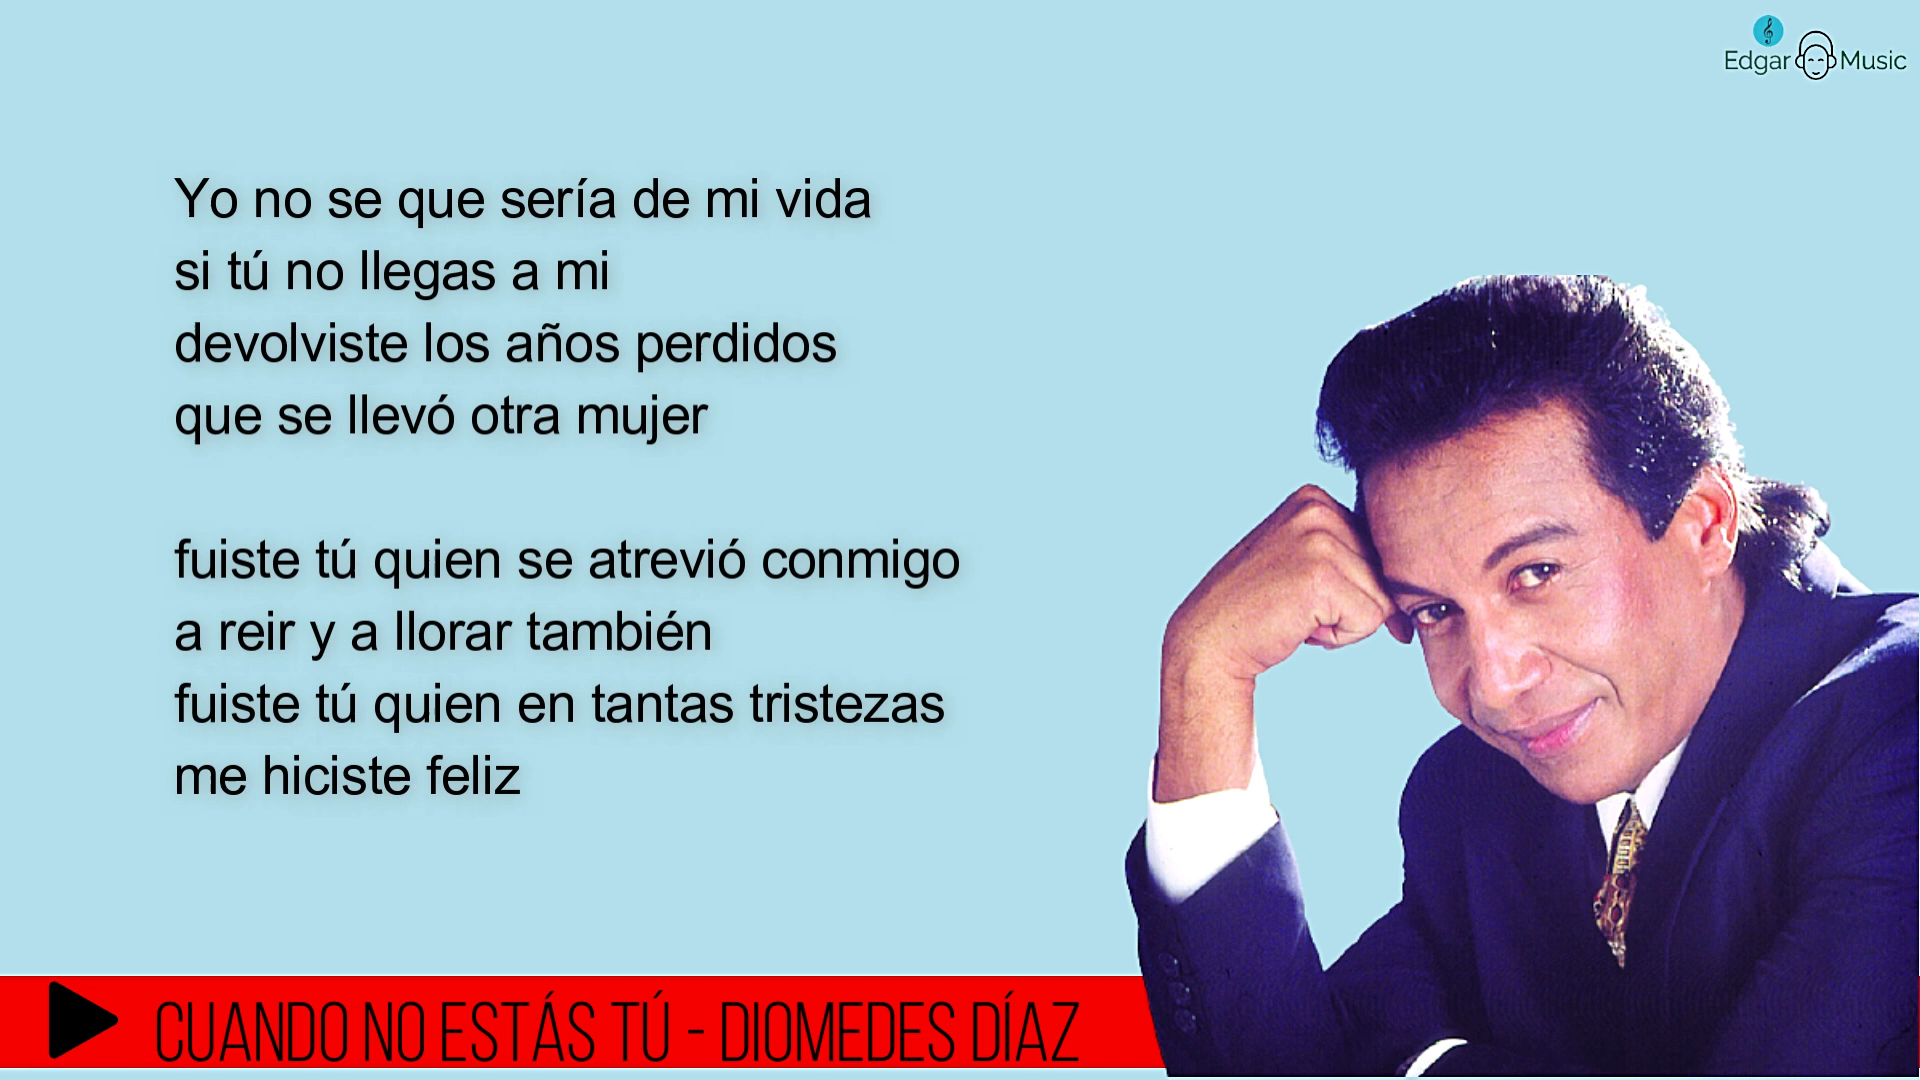 Edgar Music
Yo no se que sería de mi vida
si tú no llegas a mi
devolviste los años perdidos
que se llevó otra mujer
fuiste tú quien se atrevió conmigo
a reir y a llorar también
fuiste tú quien en tantas tristezas
me hiciste feliz
CUANDO NO ESTÁS TÚ - DIOMEDES DÍAZ